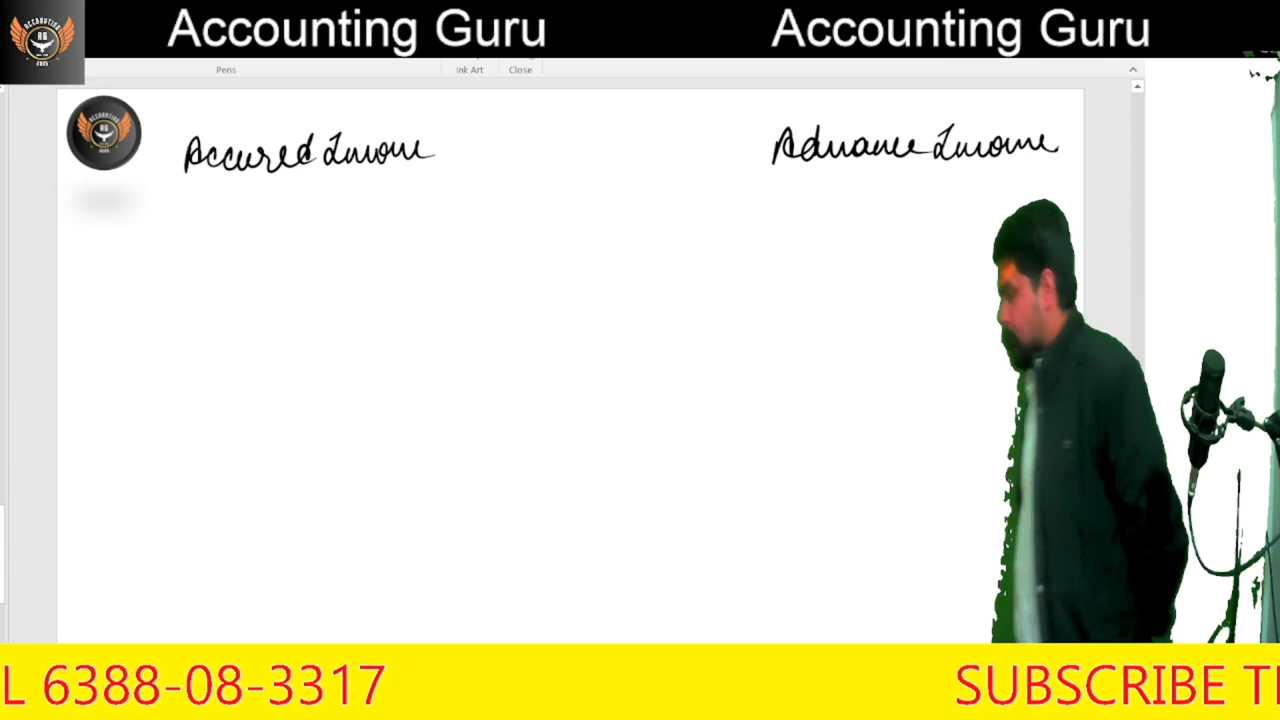 Accounting Guru Accounting Guru
Pens Ink Art Close
Accured Income Advance Income
L 6388-08-3317 SUBSCRIBE T